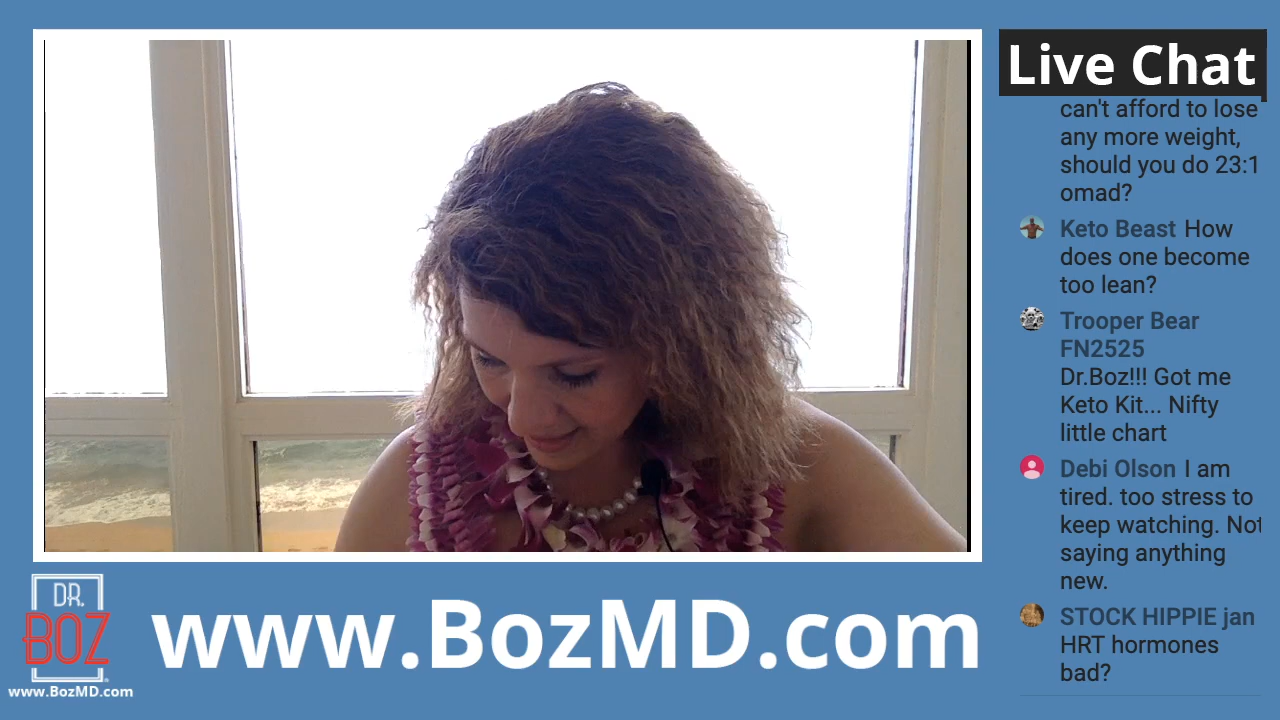 Live Chat
can't afford to lose
any more weight,
should you do 23:1
omad?
Keto Beast How
does one become
too lean?
Trooper Bear
FN2525
Dr.Boz!!! Got me
Keto Kit... Nifty
little chart
Debi Olson I am
tired. too stress to
keep watching. Not
saying anything
new.
STOCK HIPPIE jan
HRT hormones
bad?
DR.
BOZ
www.BozMD.com
www.BozMD.com